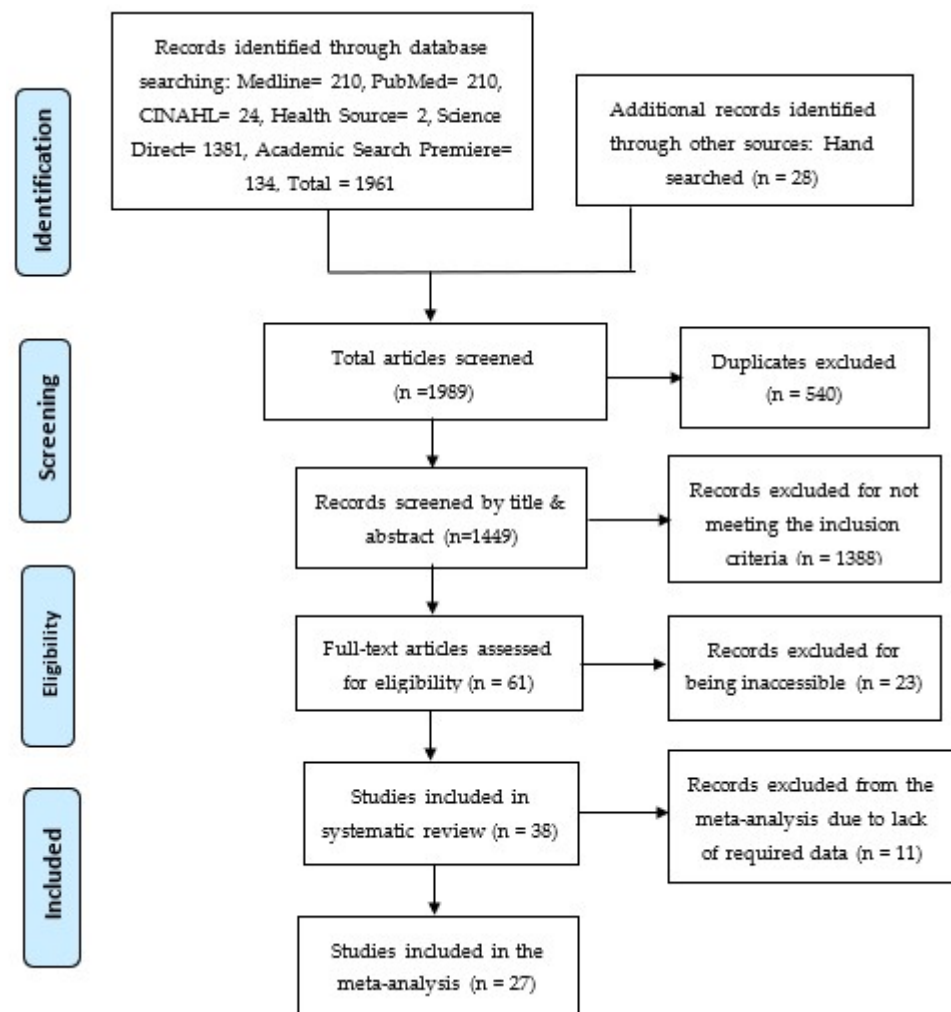 Identification
Records identified through database
searching: Medline= 210, PubMed= 210,
CINAHL= 24, Health Source= 2, Science
Direct= 1381, Academic Search Premiere=
134, Total = 1961
Additional records identified
through other sources: Hand
searched (n = 28)
Screening
Total articles screened
(n =1989)
Duplicates excluded
(n = 540)
Records screened by title &
abstract (n=1449)
Records excluded for not
meeting the inclusion
criteria (n = 1388)
Eligibility
Full-text articles assessed
for eligibility (n = 61)
Records excluded for
being inaccessible (n = 23)
Included
Studies included in
systematic review (n = 38)
Records excluded from the
meta-analysis due to lack
of required data (n = 11)
Studies included in the
meta-analysis (n = 27)